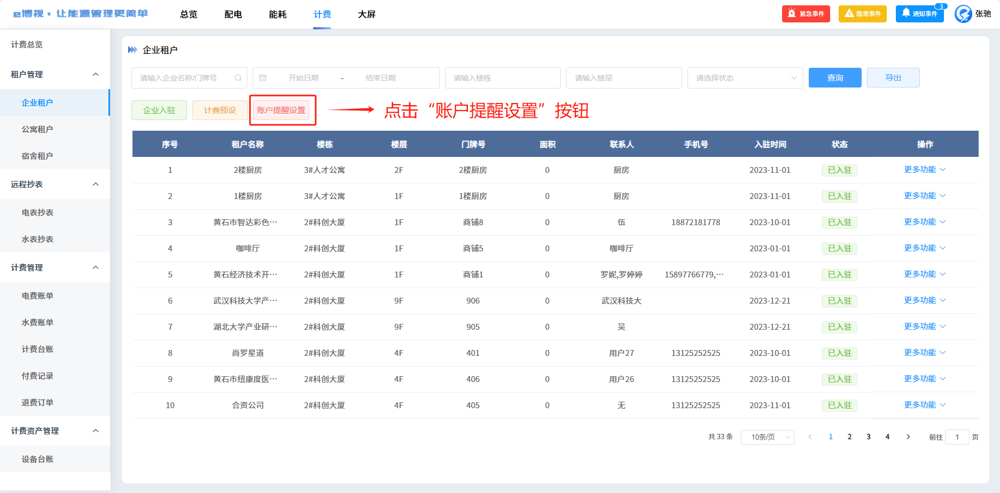 e博视，让能源管理更简单
总览 配电 能耗 计费 大屏
紧急事件 隐患事件 通知事件 3 张驰
计费总览
租户管理
企业租户
公寓租户
宿舍租户
远程抄表
电表抄表
水表抄表
计费管理
电费账单
水费账单
计费台账
付费记录
退费订单
计费资产管理
设备台账
企业租户
请输入企业名称/门牌号 开始日期 - 结束日期 请输入楼栋 请输入楼层 请选择状态 查询 导出
企业入驻 计费预设 账户提醒设置 点击“账户提醒设置”按钮
序号 租户名称 楼栋 楼层 门牌号 面积 联系人 手机号 入驻时间 状态 操作
1 2楼厨房 3#人才公寓 2F 2楼厨房 0 厨房 2023-11-01 已入驻 更多功能
2 1楼厨房 3#人才公寓 1F 1楼厨房 0 厨房 2023-11-01 已入驻 更多功能
3 黄石市智达彩色… 2#科创大厦 1F 商铺8 0 伍 18872181778 2023-10-01 已入驻 更多功能
4 咖啡厅 2#科创大厦 1F 商铺5 0 咖啡厅 2023-01-01 已入驻 更多功能
5 黄石经济技术开… 2#科创大厦 1F 商铺1 0 罗妮,罗婷婷 15897766779,… 2023-01-01 已入驻 更多功能
6 武汉科技大学产… 2#科创大厦 9F 906 0 武汉科技大 2023-12-21 已入驻 更多功能
7 湖北大学产业研… 2#科创大厦 9F 905 0 吴 2023-12-21 已入驻 更多功能
8 尚罗星道 2#科创大厦 4F 401 0 用户27 13125252525 2023-10-01 已入驻 更多功能
9 黄石市纽康度医… 2#科创大厦 4F 406 0 用户26 13125252525 2023-10-01 已入驻 更多功能
10 合资公司 2#科创大厦 4F 405 0 无 13125252525 2023-11-01 已入驻 更多功能
共 33 条 10条/页 1 2 3 4 前往 1 页